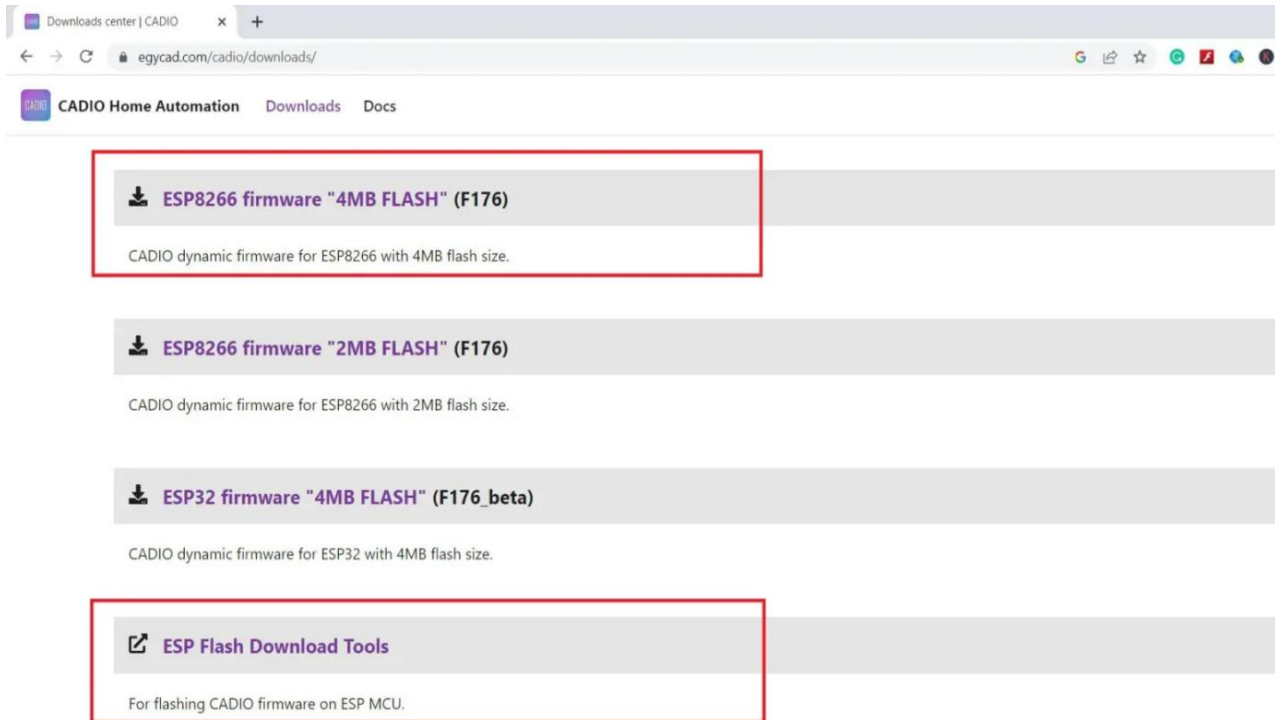 Downloads center | CADIO
egycad.com/cadio/downloads/
CADIO CADIO Home Automation Downloads Docs
ESP8266 firmware "4MB FLASH" (F176)
CADIO dynamic firmware for ESP8266 with 4MB flash size.
ESP8266 firmware "2MB FLASH" (F176)
CADIO dynamic firmware for ESP8266 with 2MB flash size.
ESP32 firmware "4MB FLASH" (F176_beta)
CADIO dynamic firmware for ESP32 with 4MB flash size.
ESP Flash Download Tools
For flashing CADIO firmware on ESP MCU.